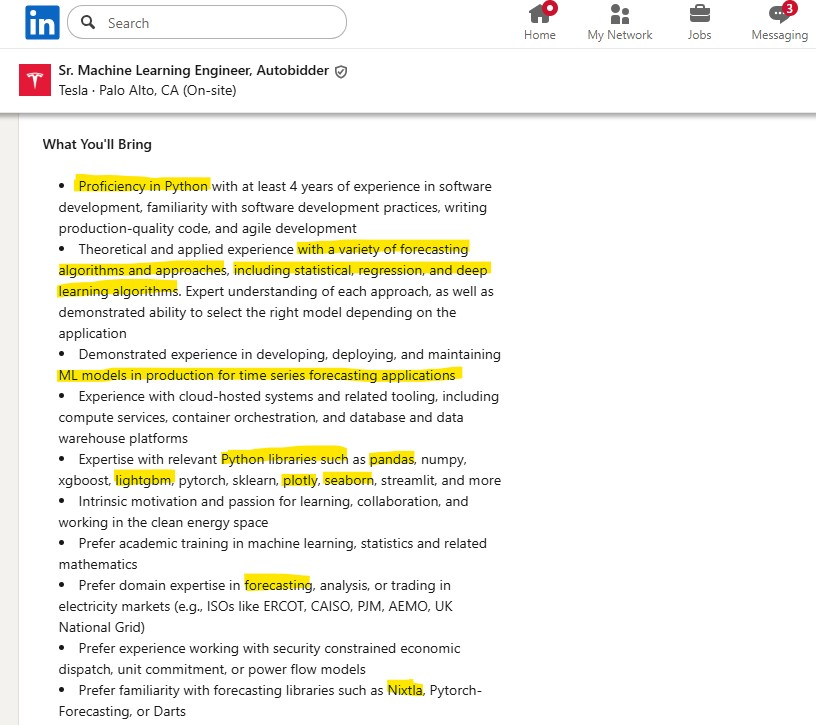 in
Search
Home
My Network
Jobs
3
Messaging
Sr. Machine Learning Engineer, Autobidder
Tesla · Palo Alto, CA (On-site)
What You'll Bring
• Proficiency in Python with at least 4 years of experience in software
development, familiarity with software development practices, writing
production-quality code, and agile development
• Theoretical and applied experience with a variety of forecasting
algorithms and approaches, including statistical, regression, and deep
learning algorithms. Expert understanding of each approach, as well as
demonstrated ability to select the right model depending on the
application
• Demonstrated experience in developing, deploying, and maintaining
ML models in production for time series forecasting applications
• Experience with cloud-hosted systems and related tooling, including
compute services, container orchestration, and database and data
warehouse platforms
• Expertise with relevant Python libraries such as pandas, numpy,
xgboost, lightgbm, pytorch, sklearn, plotly, seaborn, streamlit, and more
• Intrinsic motivation and passion for learning, collaboration, and
working in the clean energy space
• Prefer academic training in machine learning, statistics and related
mathematics
• Prefer domain expertise in forecasting, analysis, or trading in
electricity markets (e.g., ISOs like ERCOT, CAISO, PJM, AEMO, UK
National Grid)
• Prefer experience working with security constrained economic
dispatch, unit commitment, or power flow models
• Prefer familiarity with forecasting libraries such as Nixtla, Pytorch-
Forecasting, or Darts